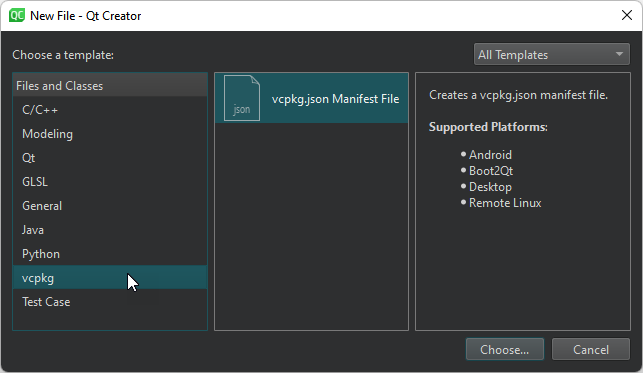 QC New File - Qt Creator
Choose a template:
All Templates
Files and Classes
C/C++
Modeling
Qt
GLSL
General
Java
Python
vcpkg
Test Case
json
vcpkg.json Manifest File
Creates a vcpkg.json manifest file.
Supported Platforms:
• Android
• Boot2Qt
• Desktop
• Remote Linux
Choose...
Cancel